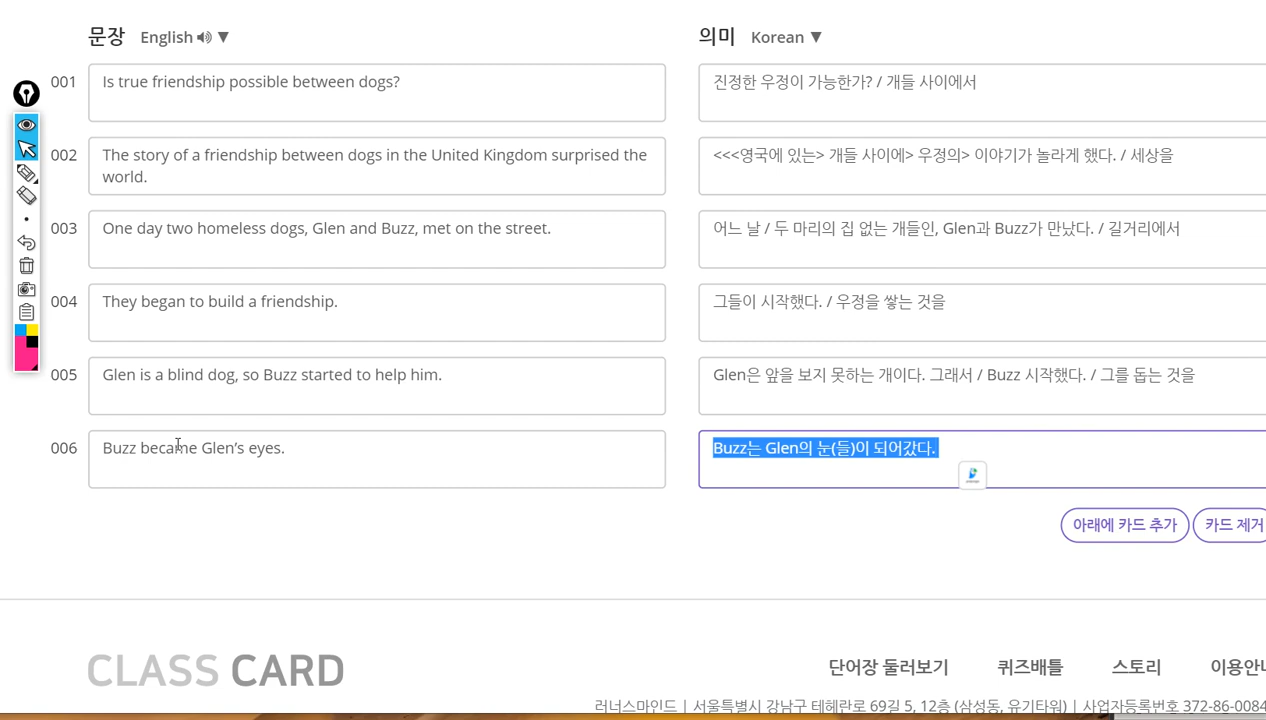 문장 English ▼ 의미 Korean ▼
001 Is true friendship possible between dogs? 진정한 우정이 가능한가? / 개들 사이에서
002 The story of a friendship between dogs in the United Kingdom surprised the
world.
<<<영국에 있는> 개들 사이에> 우정의> 이야기가 놀라게 했다. / 세상을
003 One day two homeless dogs, Glen and Buzz, met on the street. 어느 날 / 두 마리의 집 없는 개들인, Glen과 Buzz가 만났다. / 길거리에서
004 They began to build a friendship. 그들이 시작했다. / 우정을 쌓는 것을
005 Glen is a blind dog, so Buzz started to help him. Glen은 앞을 보지 못하는 개이다. 그래서 / Buzz 시작했다. / 그를 돕는 것을
006 Buzz became Glen’s eyes. Buzz는 Glen의 눈(들)이 되어갔다.
아래에 카드 추가 카드 제거
CLASS CARD
단어장 둘러보기 퀴즈배틀 스토리 이용안
러너스마인드 | 서울특별시 강남구 테헤란로 69길 5, 12층 (삼성동, 유기타워) | 사업자등록번호 372-86-0084